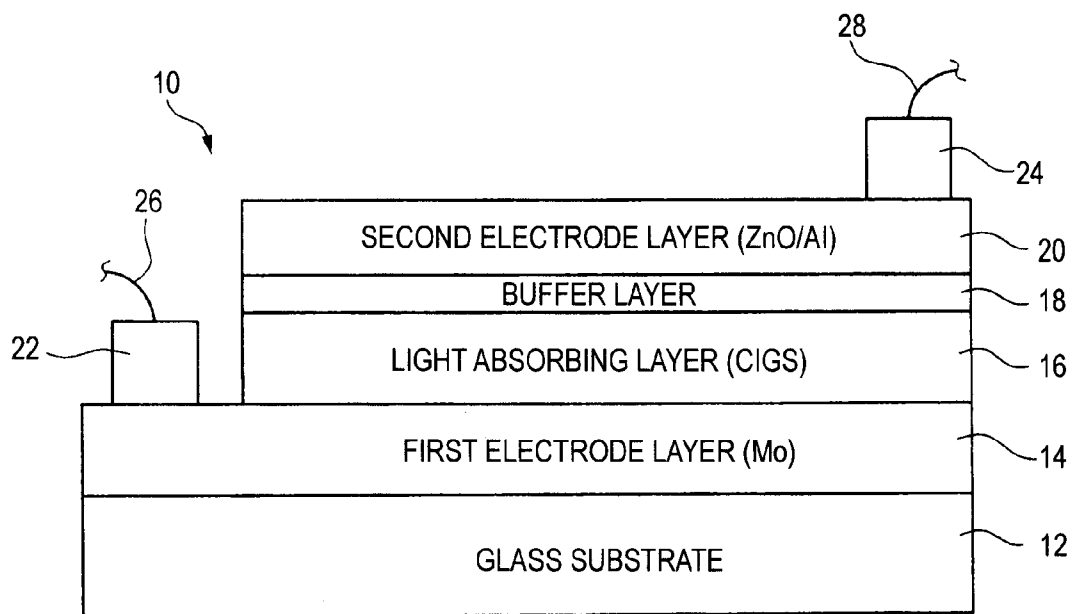 28
10
24
26
SECOND ELECTRODE LAYER (ZnO/Al)
20
BUFFER LAYER
18
22
LIGHT ABSORBING LAYER (CIGS)
16
FIRST ELECTRODE LAYER (Mo)
14
GLASS SUBSTRATE
12